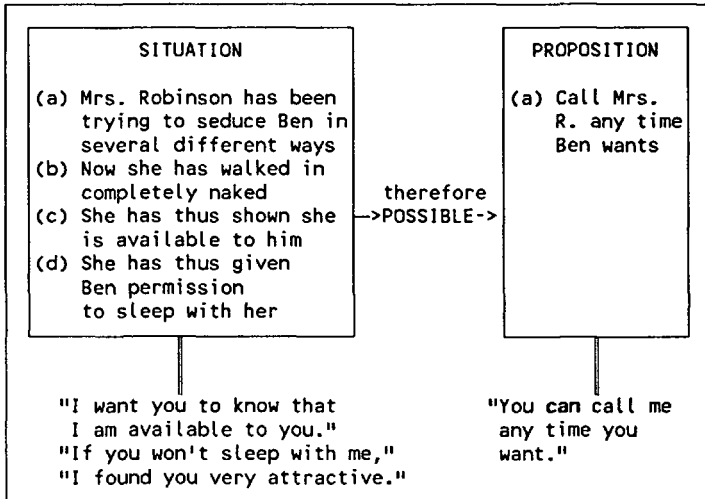 SITUATION
(a) Mrs. Robinson has been
trying to seduce Ben in
several different ways
(b) Now she has walked in
completely naked
(c) She has thus shown she
is available to him
(d) She has thus given
Ben permission
to sleep with her
therefore
->POSSIBLE->
PROPOSITION
(a) Call Mrs.
R. any time
Ben wants
"I want you to know that
I am available to you."
"If you won't sleep with me,"
"I found you very attractive."
"You can call me
any time you
want."